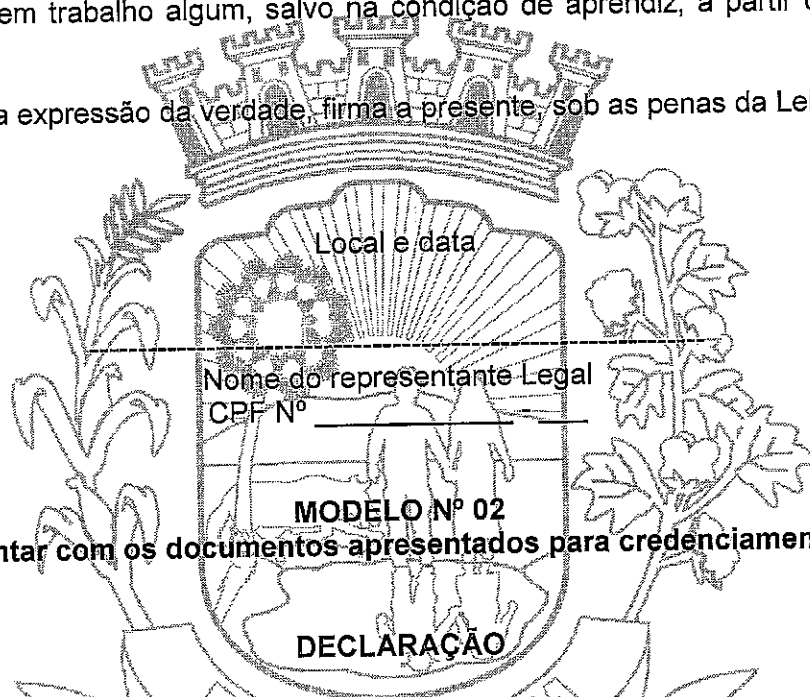 em trabalho algum, salvo na condição de aprendiz, a partir
a expressão da verdade, firma a presente, sob as penas da Lei
Local e data
Nome do representante Legal
CPF Nº
MODELO Nº 02
ntar com os documentos apresentados para credenciamen
DECLARAÇÃO